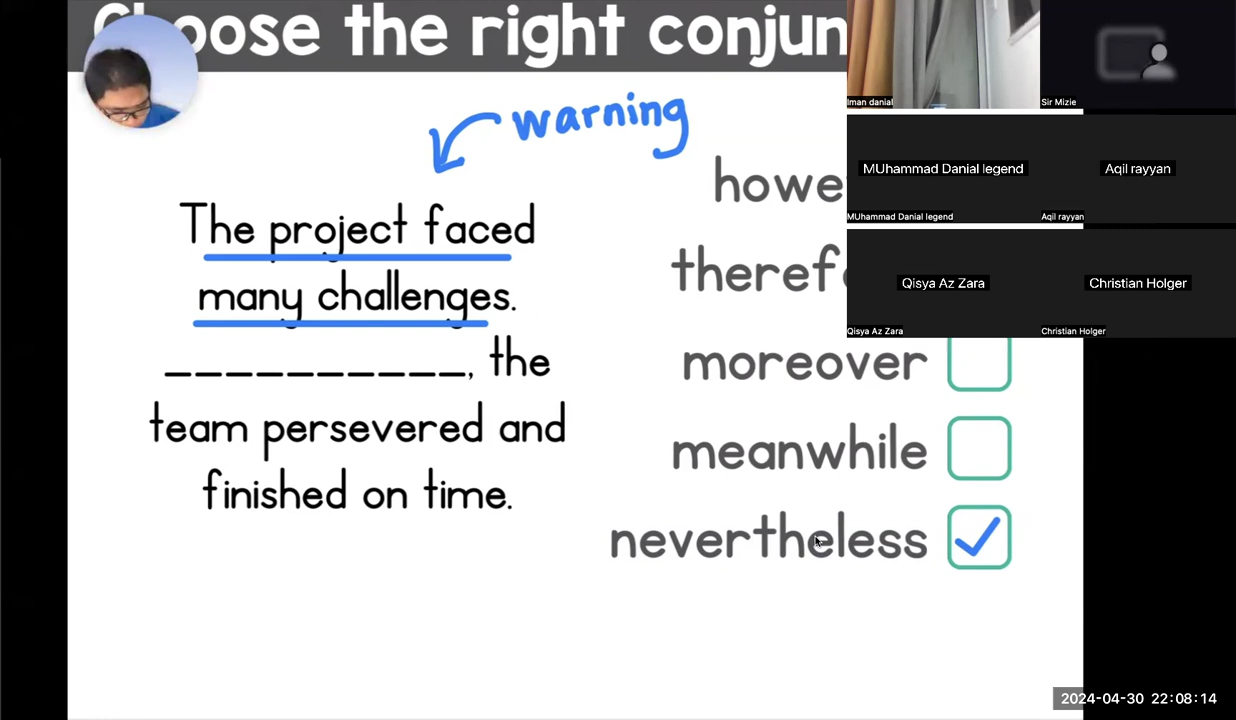 Choose the right conjun
warning
The project faced
many challenges.
__________, the
team persevered and
finished on time.
howe
therefo
moreover
meanwhile
nevertheless
Iman danial
Sir Mizie
MUhammad Danial legend
MUhammad Danial legend
Aqil rayyan
Aqil rayyan
Qisya Az Zara
Qisya Az Zara
Christian Holger
Christian Holger
2024-04-30 22:08:14